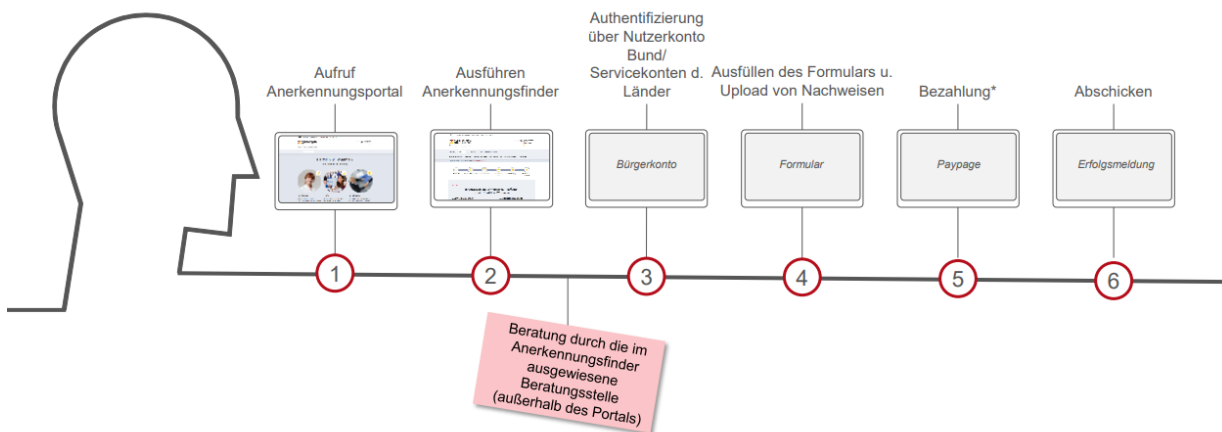 Aufruf
Anerkennungsportal
Ausführen
Anerkennungsfinder
Authentifizierung
über Nutzerkonto
Bund/
Servicekonten d.
Länder
Ausfüllen des Formulars u.
Upload von Nachweisen
Bezahlung*
Abschicken
Bürgerkonto
Formular
Paypage
Erfolgsmeldung
1
2
3
4
5
6
Beratung durch die im
Anerkennungsfinder
ausgewiesene
Beratungsstelle
(außerhalb des Portals)